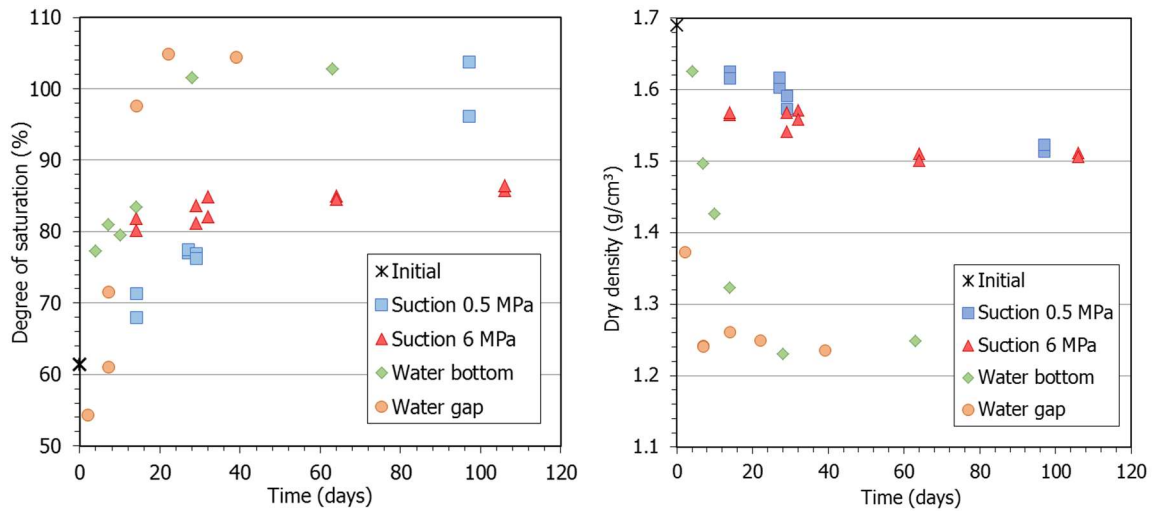 110
100
90
80
70
60
50
Degree of saturation (%)
0 20 40 60 80 100 120
Time (days)
Initial
Suction 0.5 MPa
Suction 6 MPa
Water bottom
Water gap
1.7
1.6
1.5
1.4
1.3
1.2
1.1
Dry density (g/cm³)
0 20 40 60 80 100 120
Time (days)
Initial
Suction 0.5 MPa
Suction 6 MPa
Water bottom
Water gap